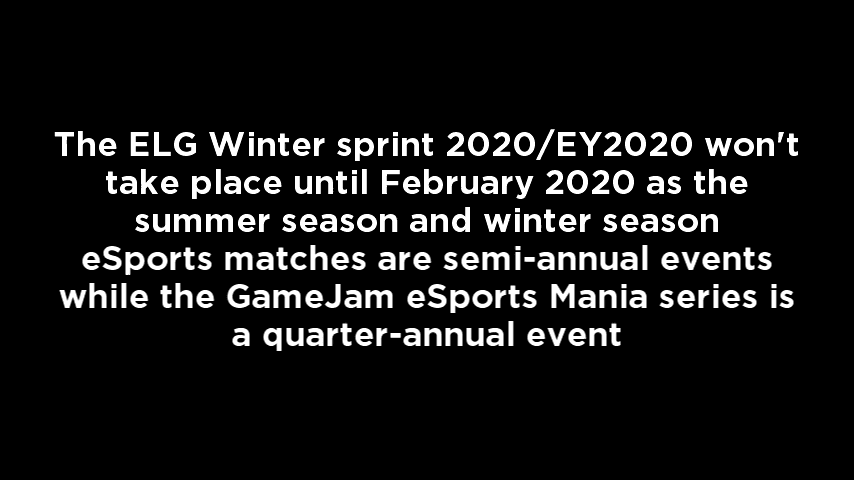 The ELG Winter sprint 2020/EY2020 won't
take place until February 2020 as the
summer season and winter season
eSports matches are semi-annual events
while the GameJam eSports Mania series is
a quarter-annual event